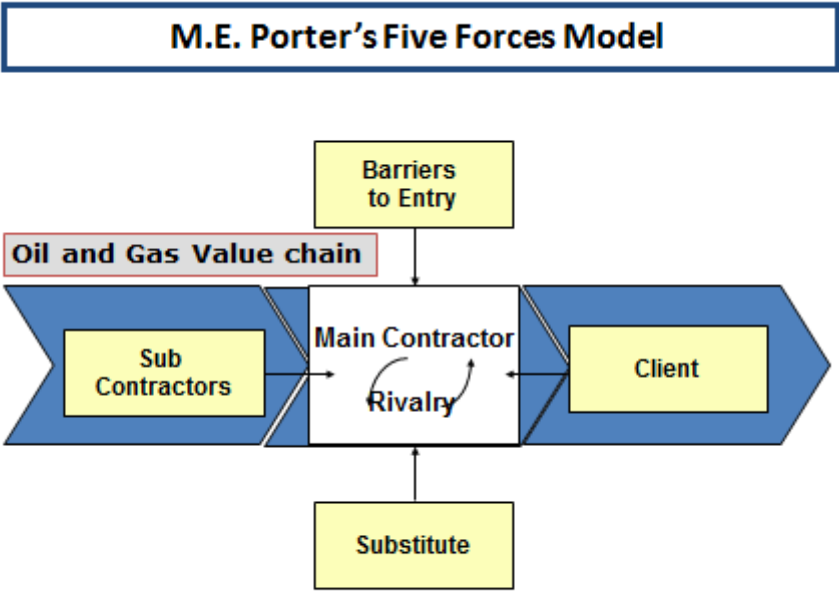 M.E. Porter's Five Forces Model
Barriers
to Entry
Oil and Gas Value chain
Sub
Contractors
Main Contractor
Rivalry
Client
Substitute